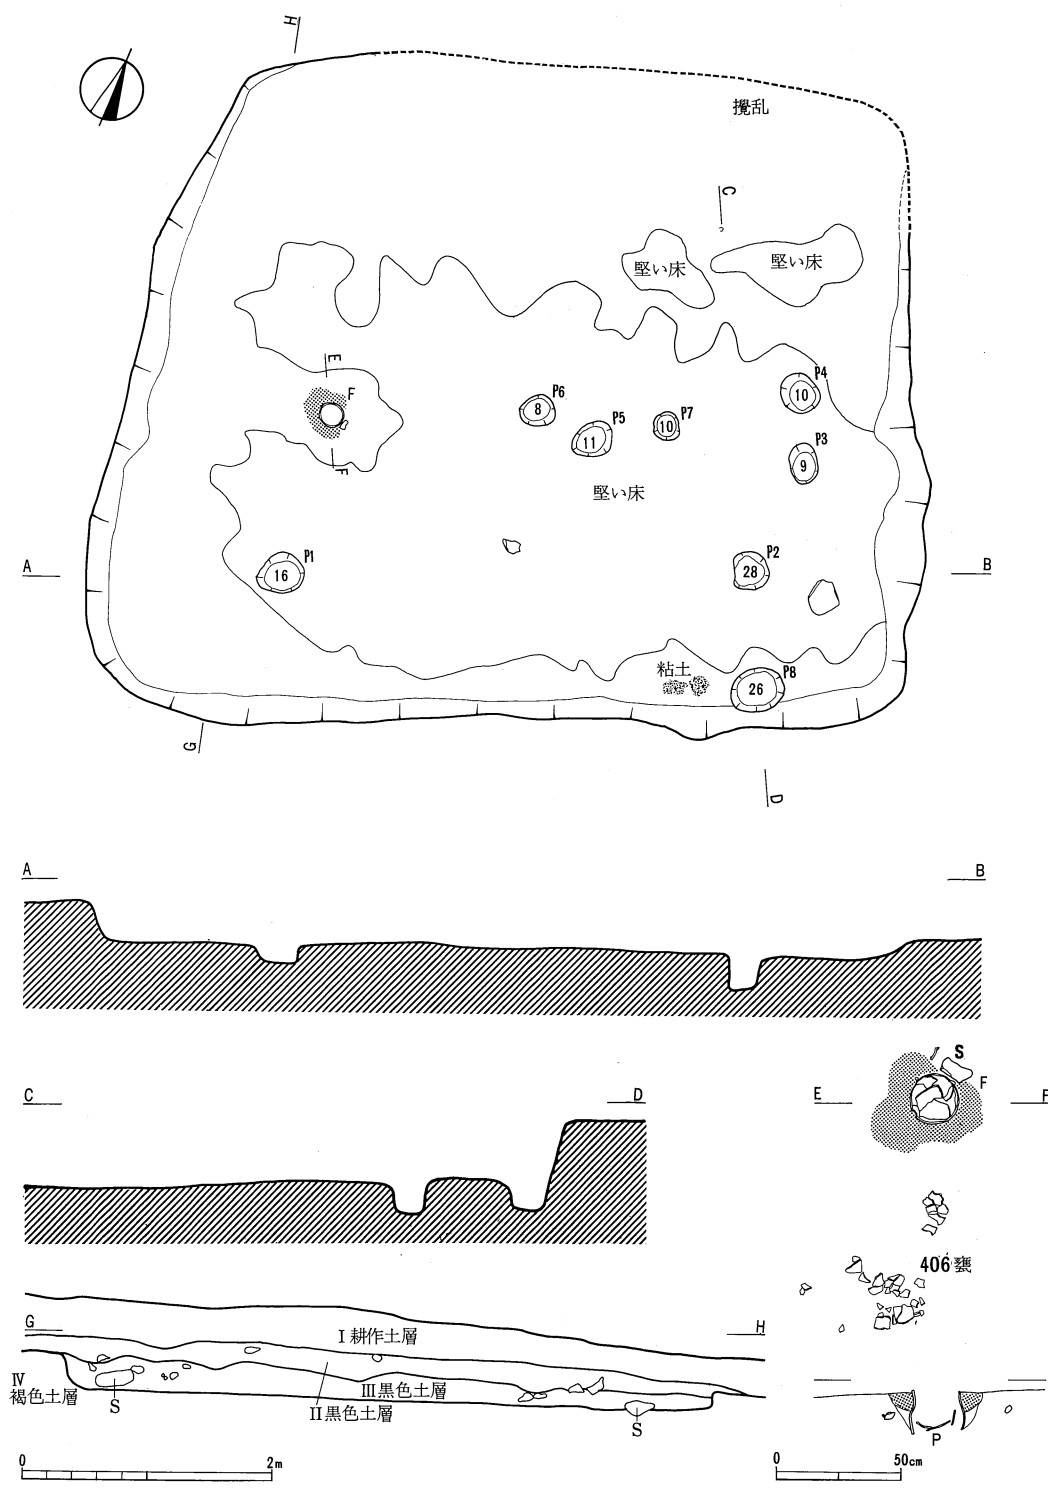 H
攪乱
C
堅い床
堅い床
E
F
F
P6
8
P5
11
P7
10
P4
10
P3
9
堅い床
A
P1
16
P2
28
B
粘土
P8
26
G
D
A
B
C
D
E
S
F
F
406 甕
G
H
I 耕作土層
IV
褐色土層
III 黒色土層
II 黒色土層
S
S
P
0
2m
0
50cm